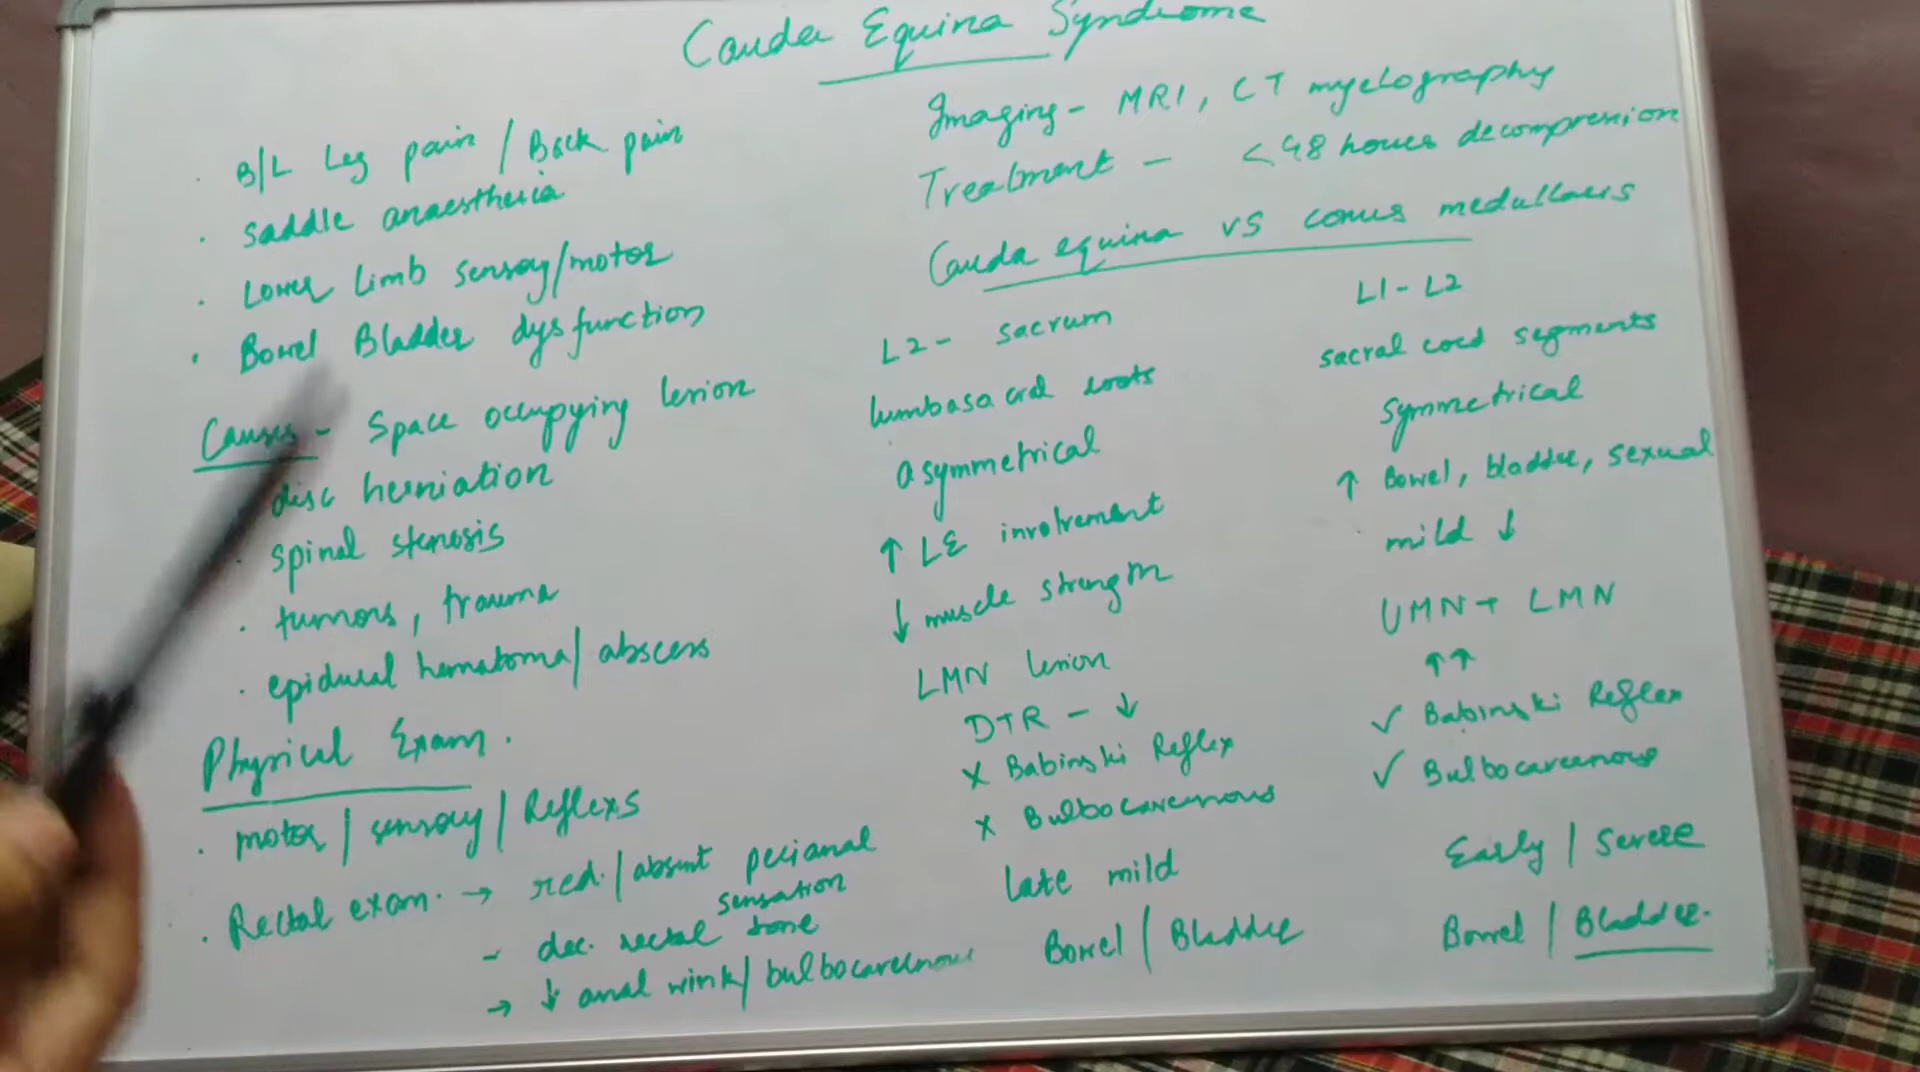 Cauda Equina Syndrome
. B/L Leg pain / Back pain
. Saddle anaesthesia
. Lower limb sensory/motor
. Bowel Bladder dysfunction
Causes - Space occupying lesion
disc herniation
. spinal stenosis
. tumors, trauma
. epidural hematoma/abscess
Physical Exam.
. motor / sensory / Reflexs
. Rectal exam. → red./absent perianal
sensation
- dec. rectal tone
→ ↓ anal wink/bulbocavernous
Imaging - MRI, CT myelography
Treatment - <48 hours decompression
Cauda equina vs conus medullaris
L2 - sacrum L1 - L2
lumbosacral roots sacral cord segments
asymmetrical symmetrical
↑ LE involvement ↑ Bowel, bladder, sexual
↓ muscle strength mild ↓
LMN lesion UMN + LMN
DTR - ↓ ↑↑
x Babinski Reflex ✓ Babinski Reflex
x Bulbocavernous ✓ Bulbocavernous
late mild Early / severe
Bowel / Bladder Bowel / Bladder.